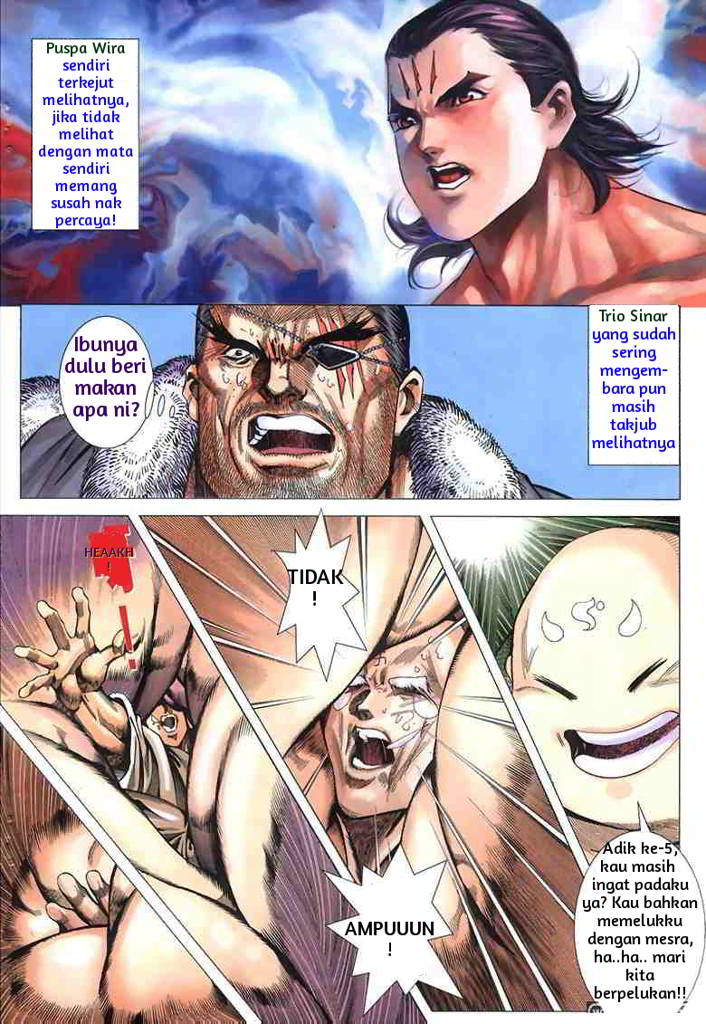 Puspa Wira
sendiri
terkejut
melihatnya,
jika tidak
melihat
dengan mata
sendiri
memang
susah nak
percaya!
Ibunya
dulu beri
makan
apa ni?
Trio Sinar
yang sudah
sering
mengem-
bara pun
masih
takjub
melihatnya
HEAAKH
!
TIDAK
!
AMPUUUN
!
Adik ke-5,
kau masih
ingat padaku
ya? Kau bahkan
memelukku
dengan mesra,
ha..ha.. mari
kita
berpelukan!!